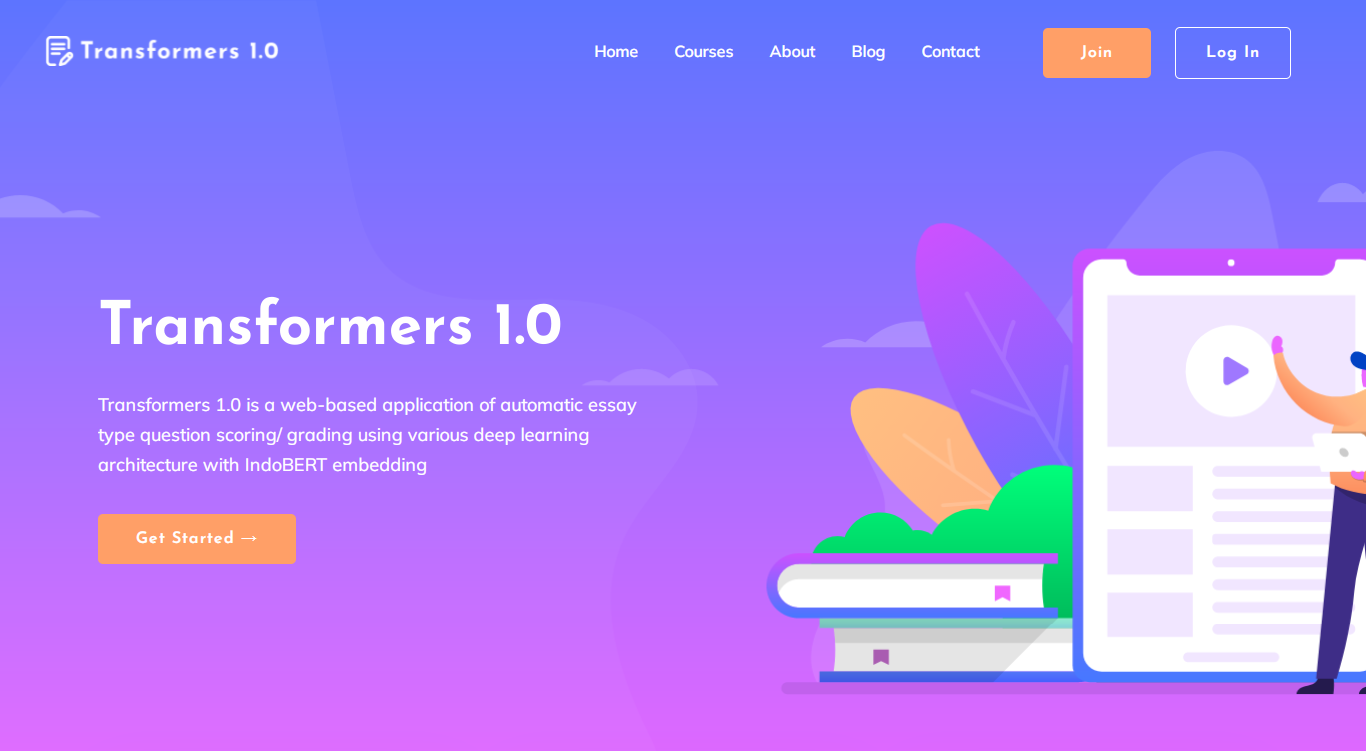 Transformers 1.0
Home Courses About Blog Contact Join Log In
Transformers 1.0
Transformers 1.0 is a web-based application of automatic essay
type question scoring/ grading using various deep learning
architecture with IndoBERT embedding
Get Started →